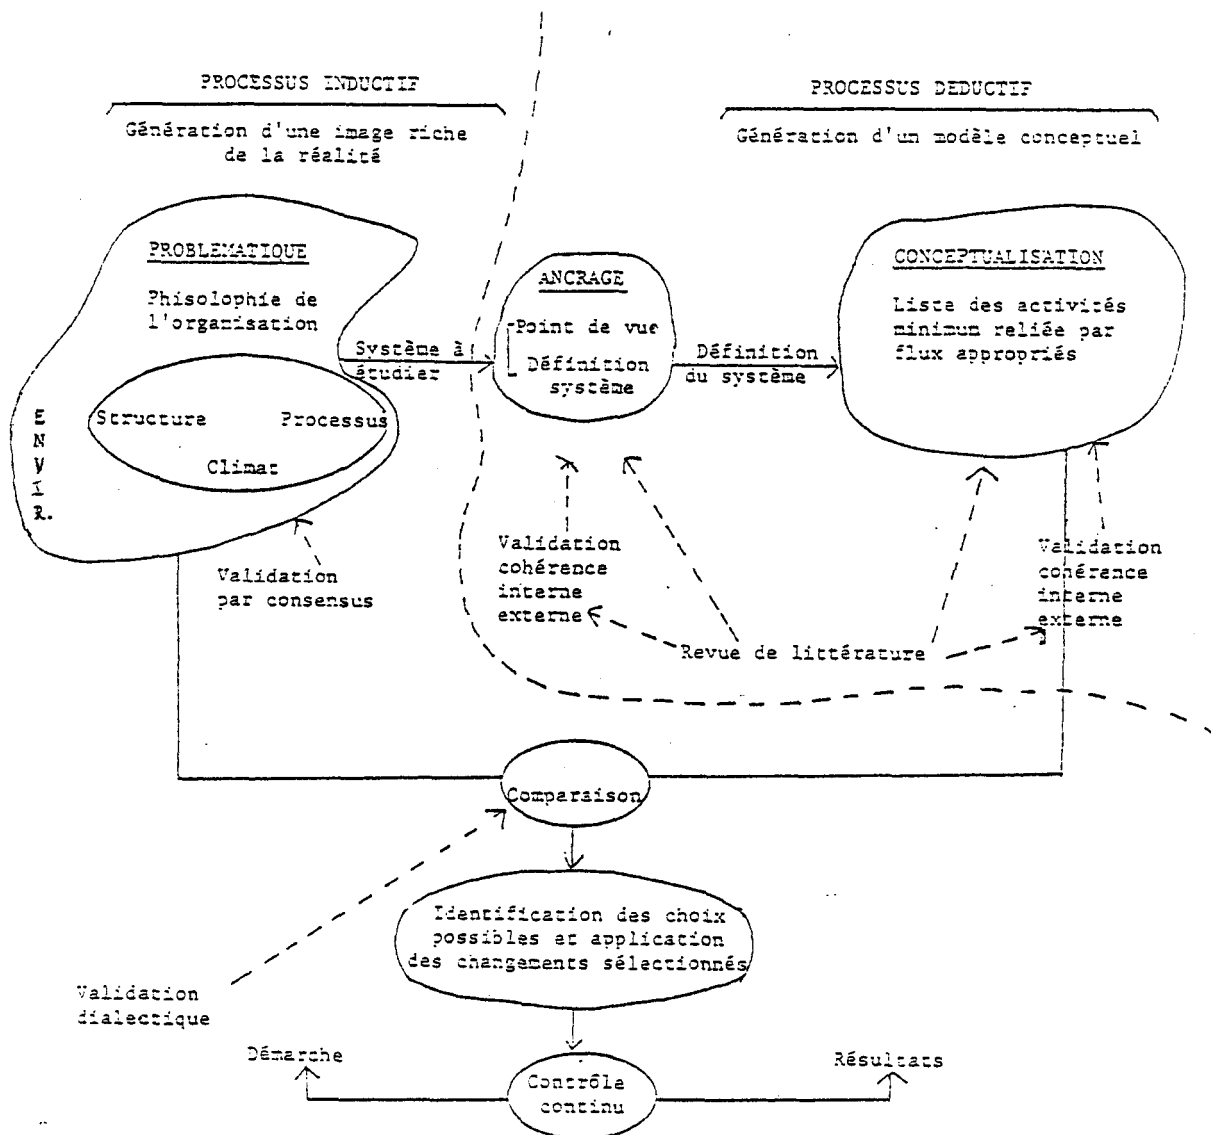 PROCESSUS INDUCTIF
Génération d'une image riche
de la réalité
PROCESSUS DEDUCTIF
Génération d'un modèle conceptuel
PROBLEMATIQUE
Phisolophie de
l'organisation
Structure
Processus
Climat
E
N
V
I
R.
Système à
étudier
ANCRAGE
Point de vue
Définition
système
Définition
du système
CONCEPTUALISATION
Liste des activités
minimum reliée par
flux appropriés
Validation
par consensus
Validation
cohérence
interne
externe
Revue de littérature
Validation
cohérence
interne
externe
Comparaison
Identification des choix
possibles et application
des changements sélectionnés
Validation
dialectique
Démarche
Contrôle
continu
Résultats